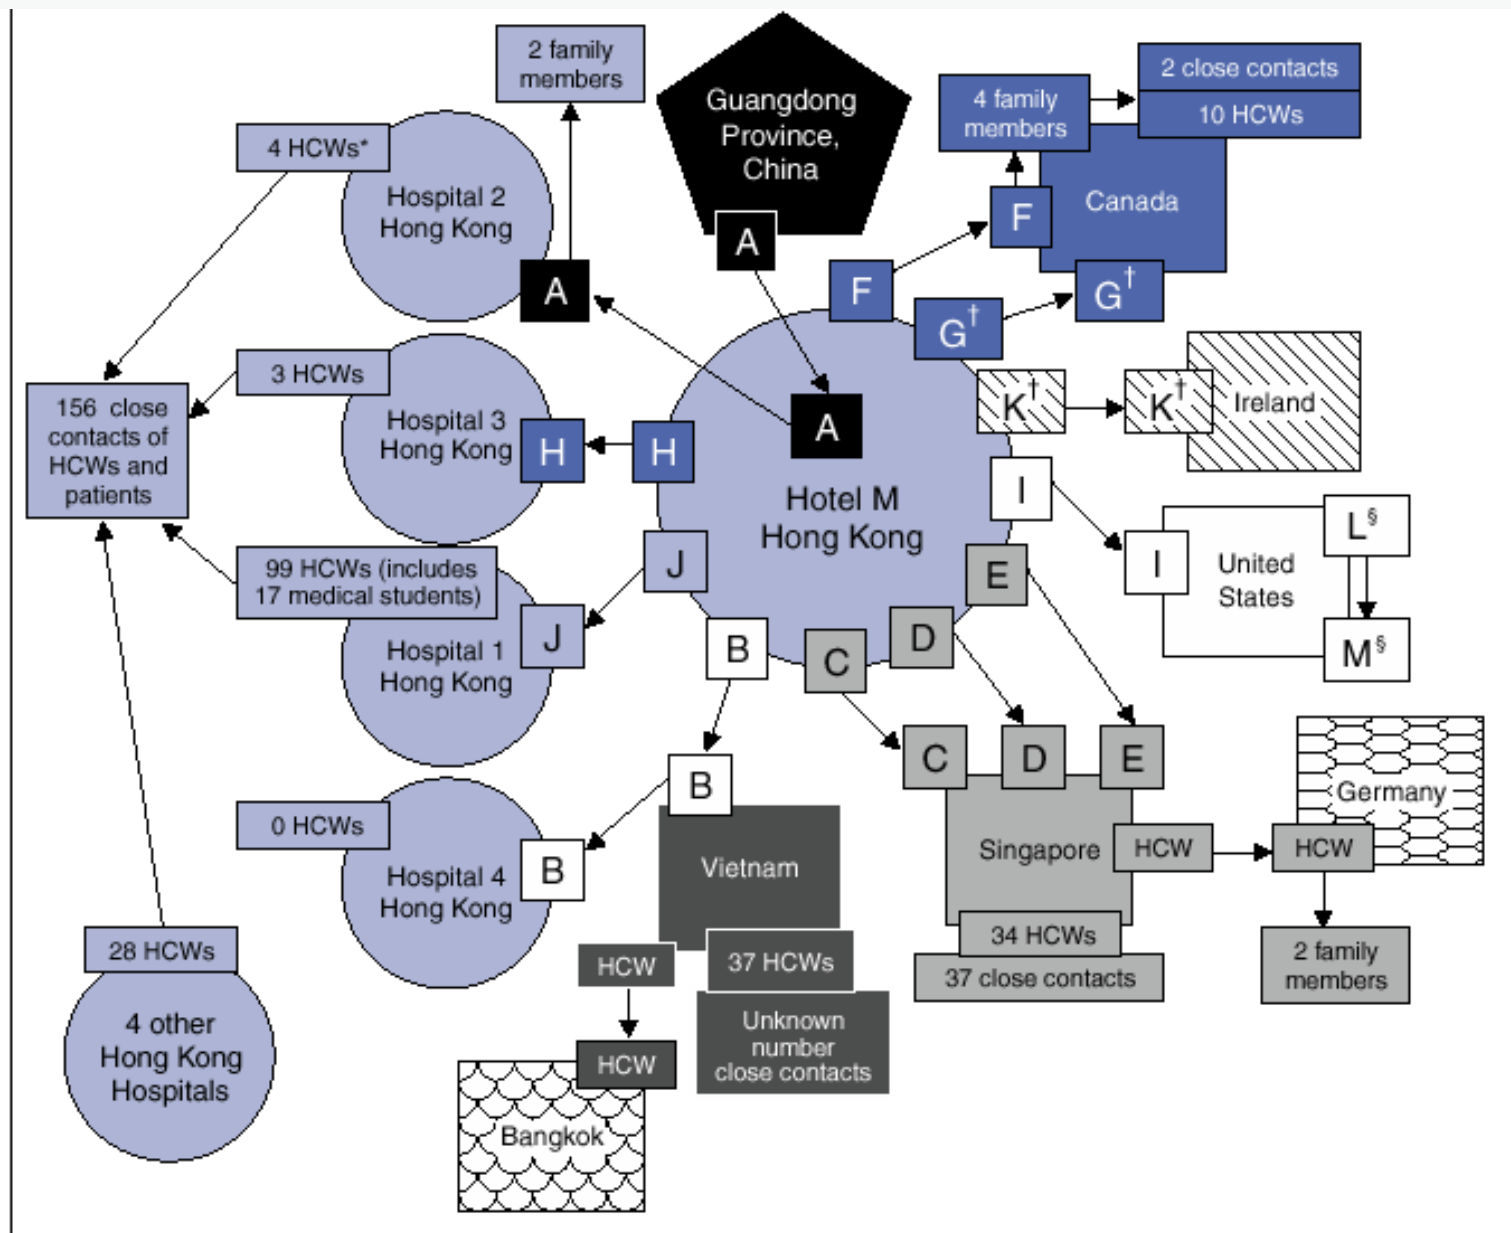 2 family
members
Guangdong
Province,
China
A
4 family
members
2 close contacts
10 HCWs
Canada
F
G†
4 HCWs*
Hospital 2
Hong Kong
A
F
G†
K†
K†
Ireland
3 HCWs
Hospital 3
Hong Kong
H
H
A
Hotel M
Hong Kong
I
I
United
States
L§
M§
156 close
contacts of
HCWs and
patients
99 HCWs (includes
17 medical students)
Hospital 1
Hong Kong
J
J
B
C
D
E
B
C
D
E
0 HCWs
Hospital 4
Hong Kong
B
Vietnam
HCW
37 HCWs
Unknown
number
close contacts
HCW
Bangkok
Singapore
HCW
34 HCWs
37 close contacts
Germany
HCW
2 family
members
28 HCWs
4 other
Hong Kong
Hospitals